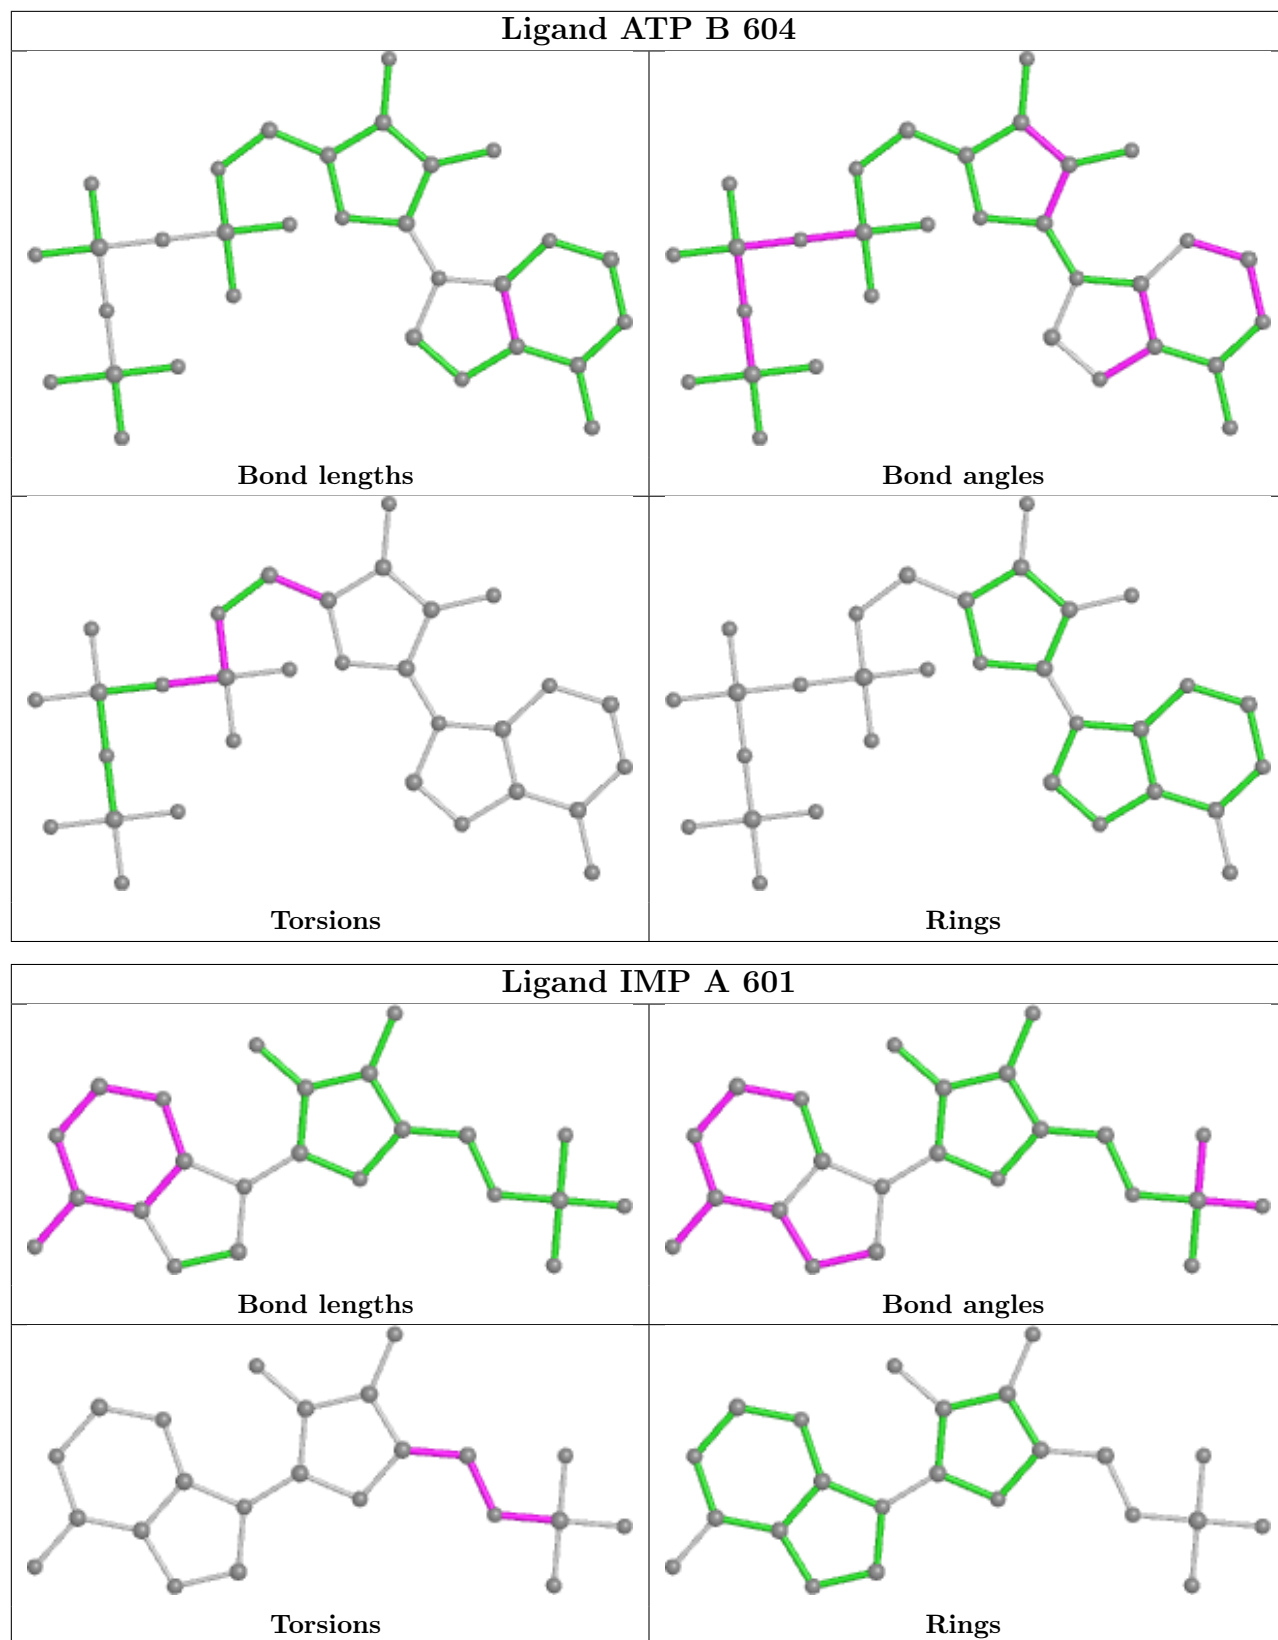 Ligand ATP B 604
Bond lengths
Bond angles
Torsions
Rings
Ligand IMP A 601
Bond lengths
Bond angles
Torsions
Rings